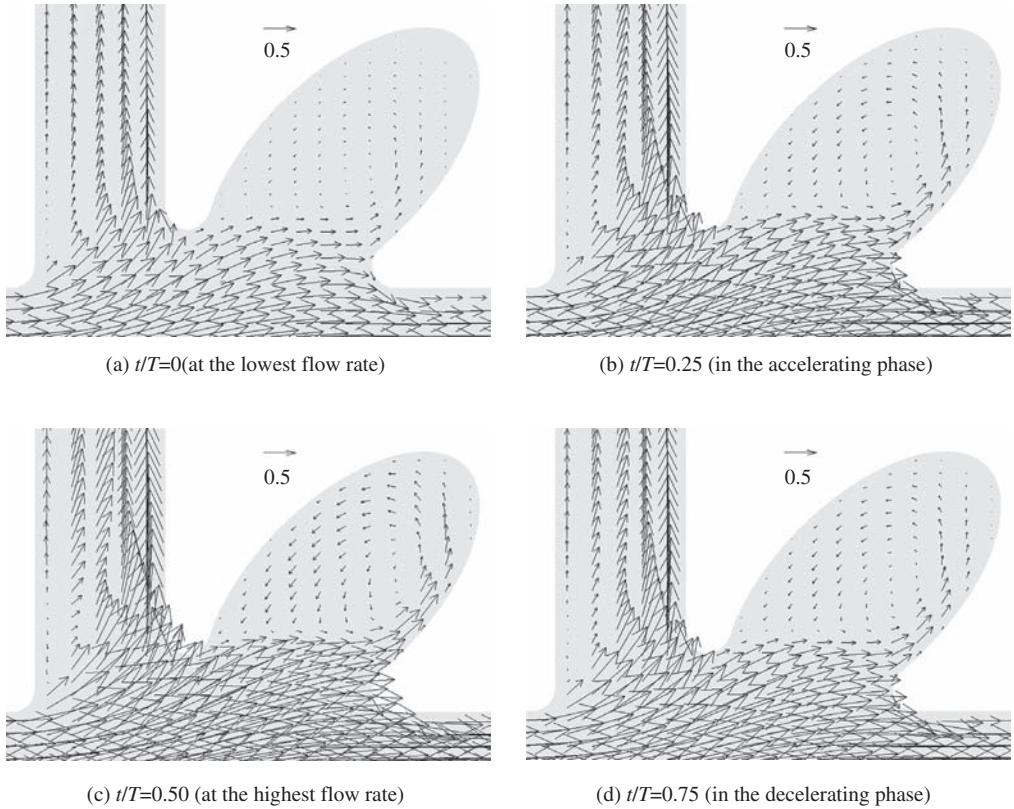 0.5
0.5
(a) t/T=0(at the lowest flow rate)
(b) t/T=0.25 (in the accelerating phase)
0.5
0.5
(c) t/T=0.50 (at the highest flow rate)
(d) t/T=0.75 (in the decelerating phase)